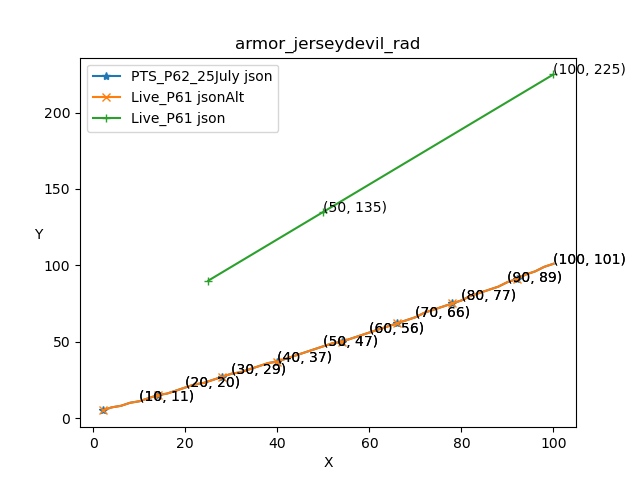 armor_jerseydevil_rad
PTS_P62_25July json
Live_P61 jsonAlt
Live_P61 json
(100, 225)
(50, 135)
(100, 101)
(90, 89)
(80, 77)
(70, 66)
(60, 56)
(50, 47)
(40, 37)
(30, 29)
(20, 20)
(10, 11)
Y
200
150
100
50
0
0 20 40 60 80 100
X